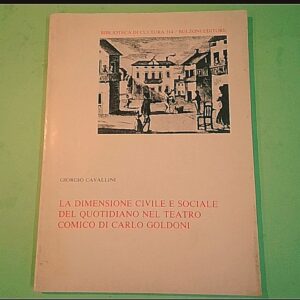 BIBLIOTECA DI CULTURA 314 / BULZONI EDITORE
GIORGIO CAVALLINI
LA DIMENSIONE CIVILE E SOCIALE
DEL QUOTIDIANO NEL TEATRO
COMICO DI CARLO GOLDONI